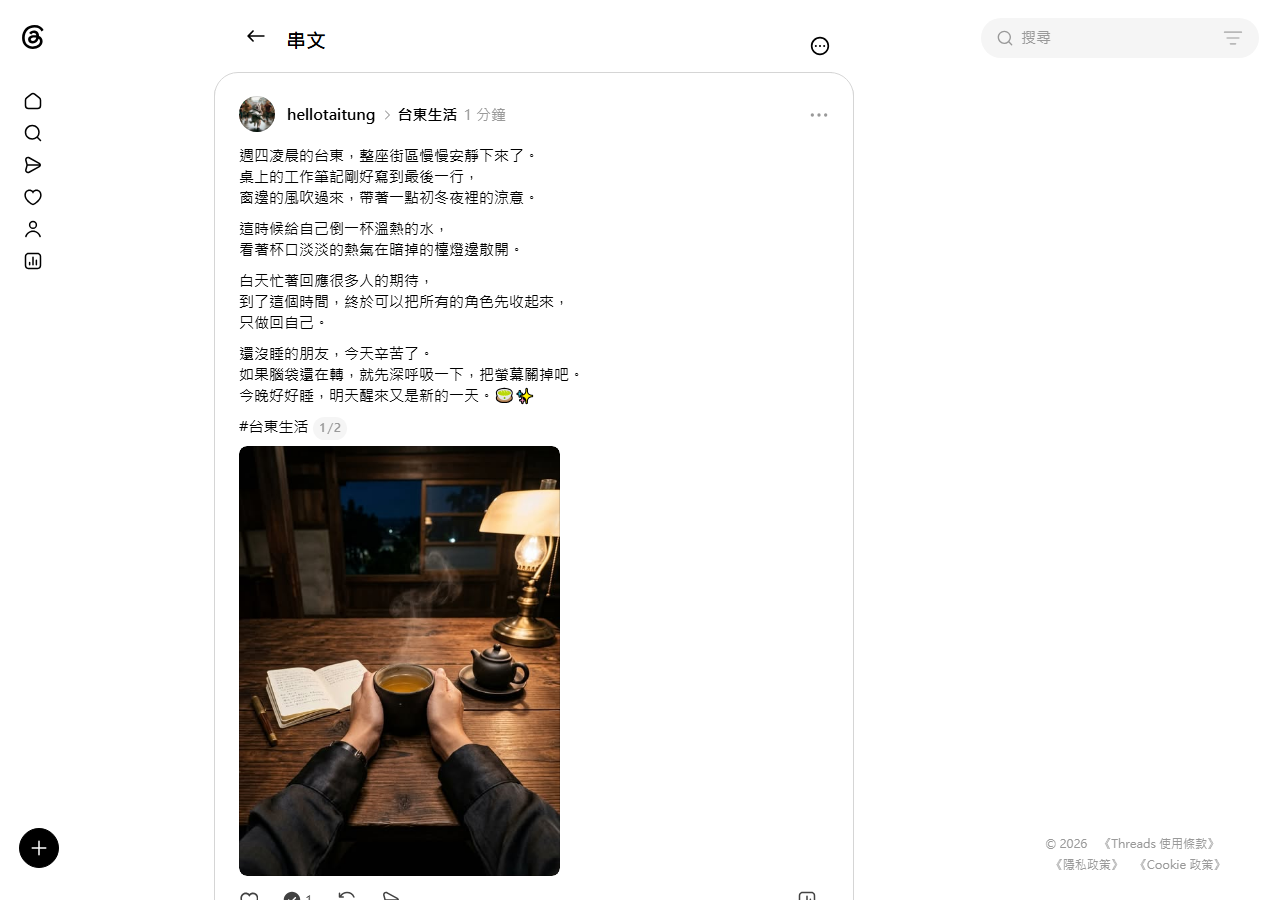 串文
搜尋
hellotaitung > 台東生活 1 分鐘
週四凌晨的台東，整座街區慢慢安靜下來了。
桌上的工作筆記剛好寫到最後一行，
窗邊的風吹過來，帶著一點初冬夜裡的涼意。
這時候給自己倒一杯溫熱的水，
看著杯口淡淡的熱氣在暗掉的檯燈邊散開。
白天忙著回應很多人的期待，
到了這個時間，終於可以把所有的角色先收起來，
只做回自己。
還沒睡的朋友，今天辛苦了。
如果腦袋還在轉，就先深呼吸一下，把螢幕關掉吧。
今晚好好睡，明天醒來又是新的一天。🍵✨
#台東生活 1/2
1
© 2026 《Threads 使用條款》
《隱私政策》 《Cookie 政策》